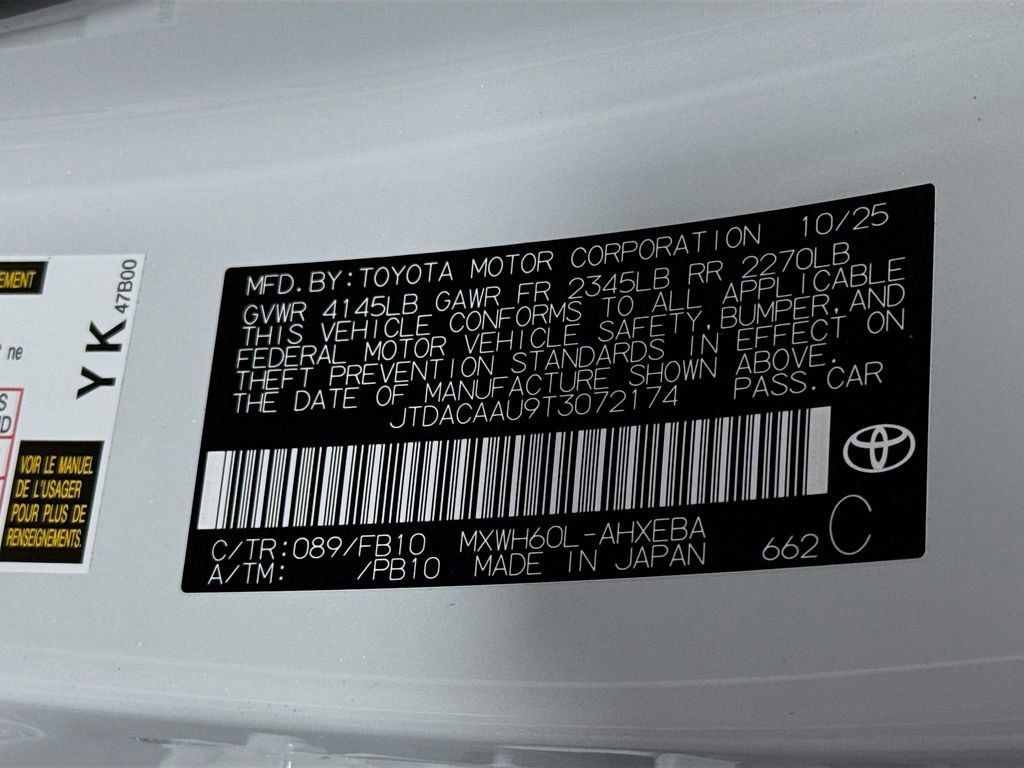 EMENT
47B00
Y K
ne
S
ND
VOIR LE MANUEL
DE L'USAGER
POUR PLUS DE
RENSEIGNEMENTS.
MFD.BY:TOYOTA MOTOR CORPORATION 10/25
GVWR 4145LB GAWR FR 2345LB RR 2270LB
THIS VEHICLE CONFORMS TO ALL APPLICABLE
FEDERAL MOTOR VEHICLE SAFETY,BUMPER,AND
THEFT PREVENTION STANDARDS IN EFFECT ON
THE DATE OF MANUFACTURE SHOWN ABOVE.
JTDACAAU9T3072174 PASS.CAR
C/TR:089/FB10 MXWH60L-AHXEBA
A/TM: /PB10 MADE IN JAPAN 662 C